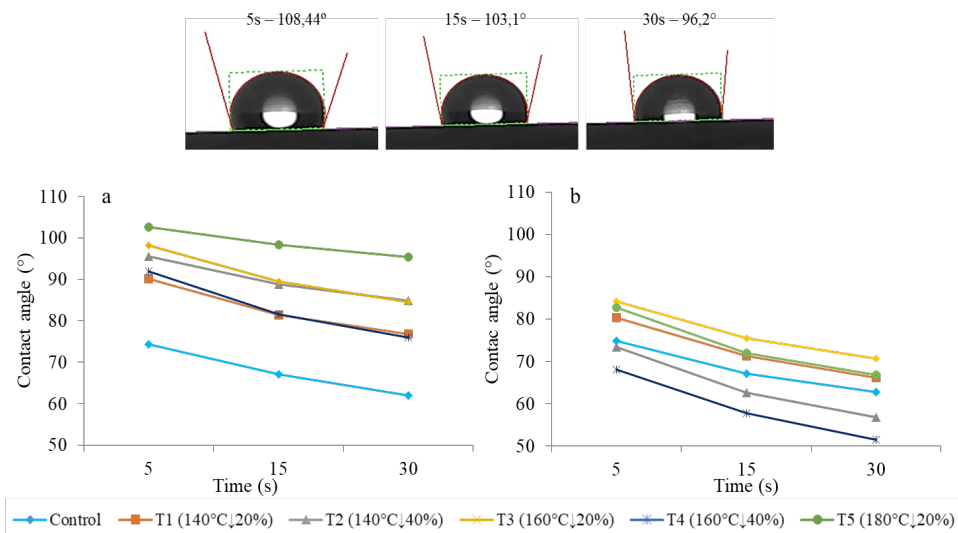 5s – 108,44º
15s – 103,1°
30s – 96,2°
a
110
100
90
80
70
60
50
Contact angle (°)
5
15
30
Time (s)
b
110
100
90
80
70
60
50
Contac angle (°)
5
15
30
Time (s)
Control
T1 (140°C↓20%)
T2 (140°C↓40%)
T3 (160°C↓20%)
T4 (160°C↓40%)
T5 (180°C↓20%)